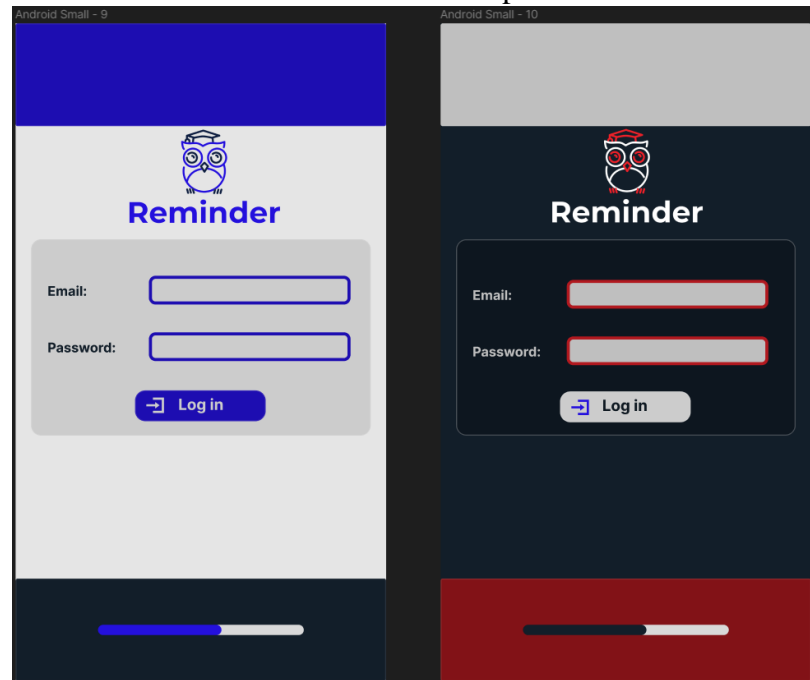 Android Small - 9
Android Small - 10
Reminder
Email:
Password:
Log in
Reminder
Email:
Password:
Log in